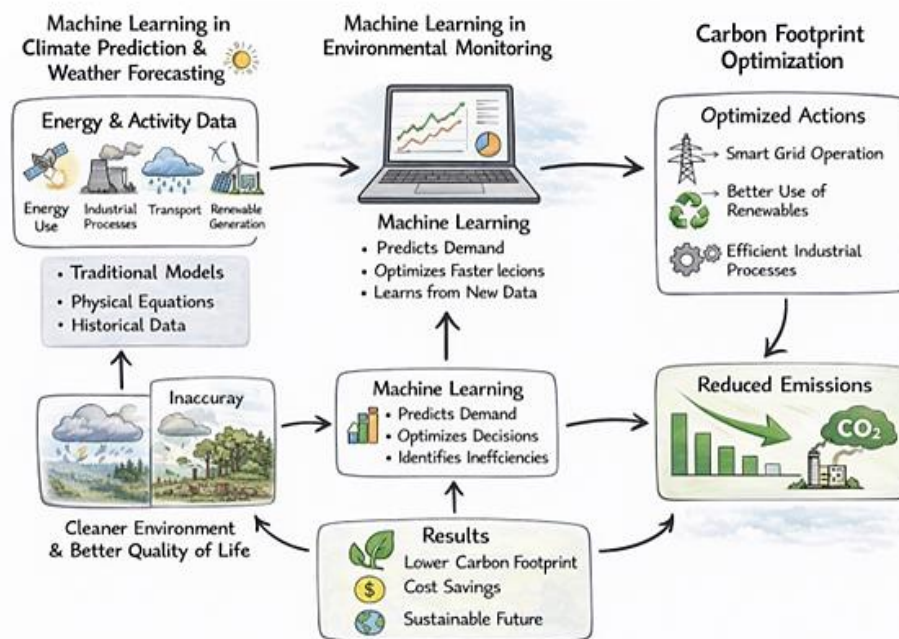 Machine Learning in
Climate Prediction &
Weather Forecasting
Energy & Activity Data
Energy
Use
Industrial
Processes
Transport
Renewable
Generation
• Traditional Models
• Physical Equations
• Historical Data
Inaccuray
Cleaner Environment
& Better Quality of Life
Machine Learning in
Environmental Monitoring
Machine Learning
• Predicts Demand
• Optimizes Faster lecions
• Learns from New Data
Machine Learning
• Predicts Demand
• Optimizes Decisions
• Identifies Ineffciencies
Results
Lower Carbon Footprint
$
Cost Savings
Sustainable Future
Carbon Footprint
Optimization
Optimized Actions
Smart Grid Operation
Better Use of
Renewables
Efficient Industrial
Processes
Reduced Emissions
CO₂